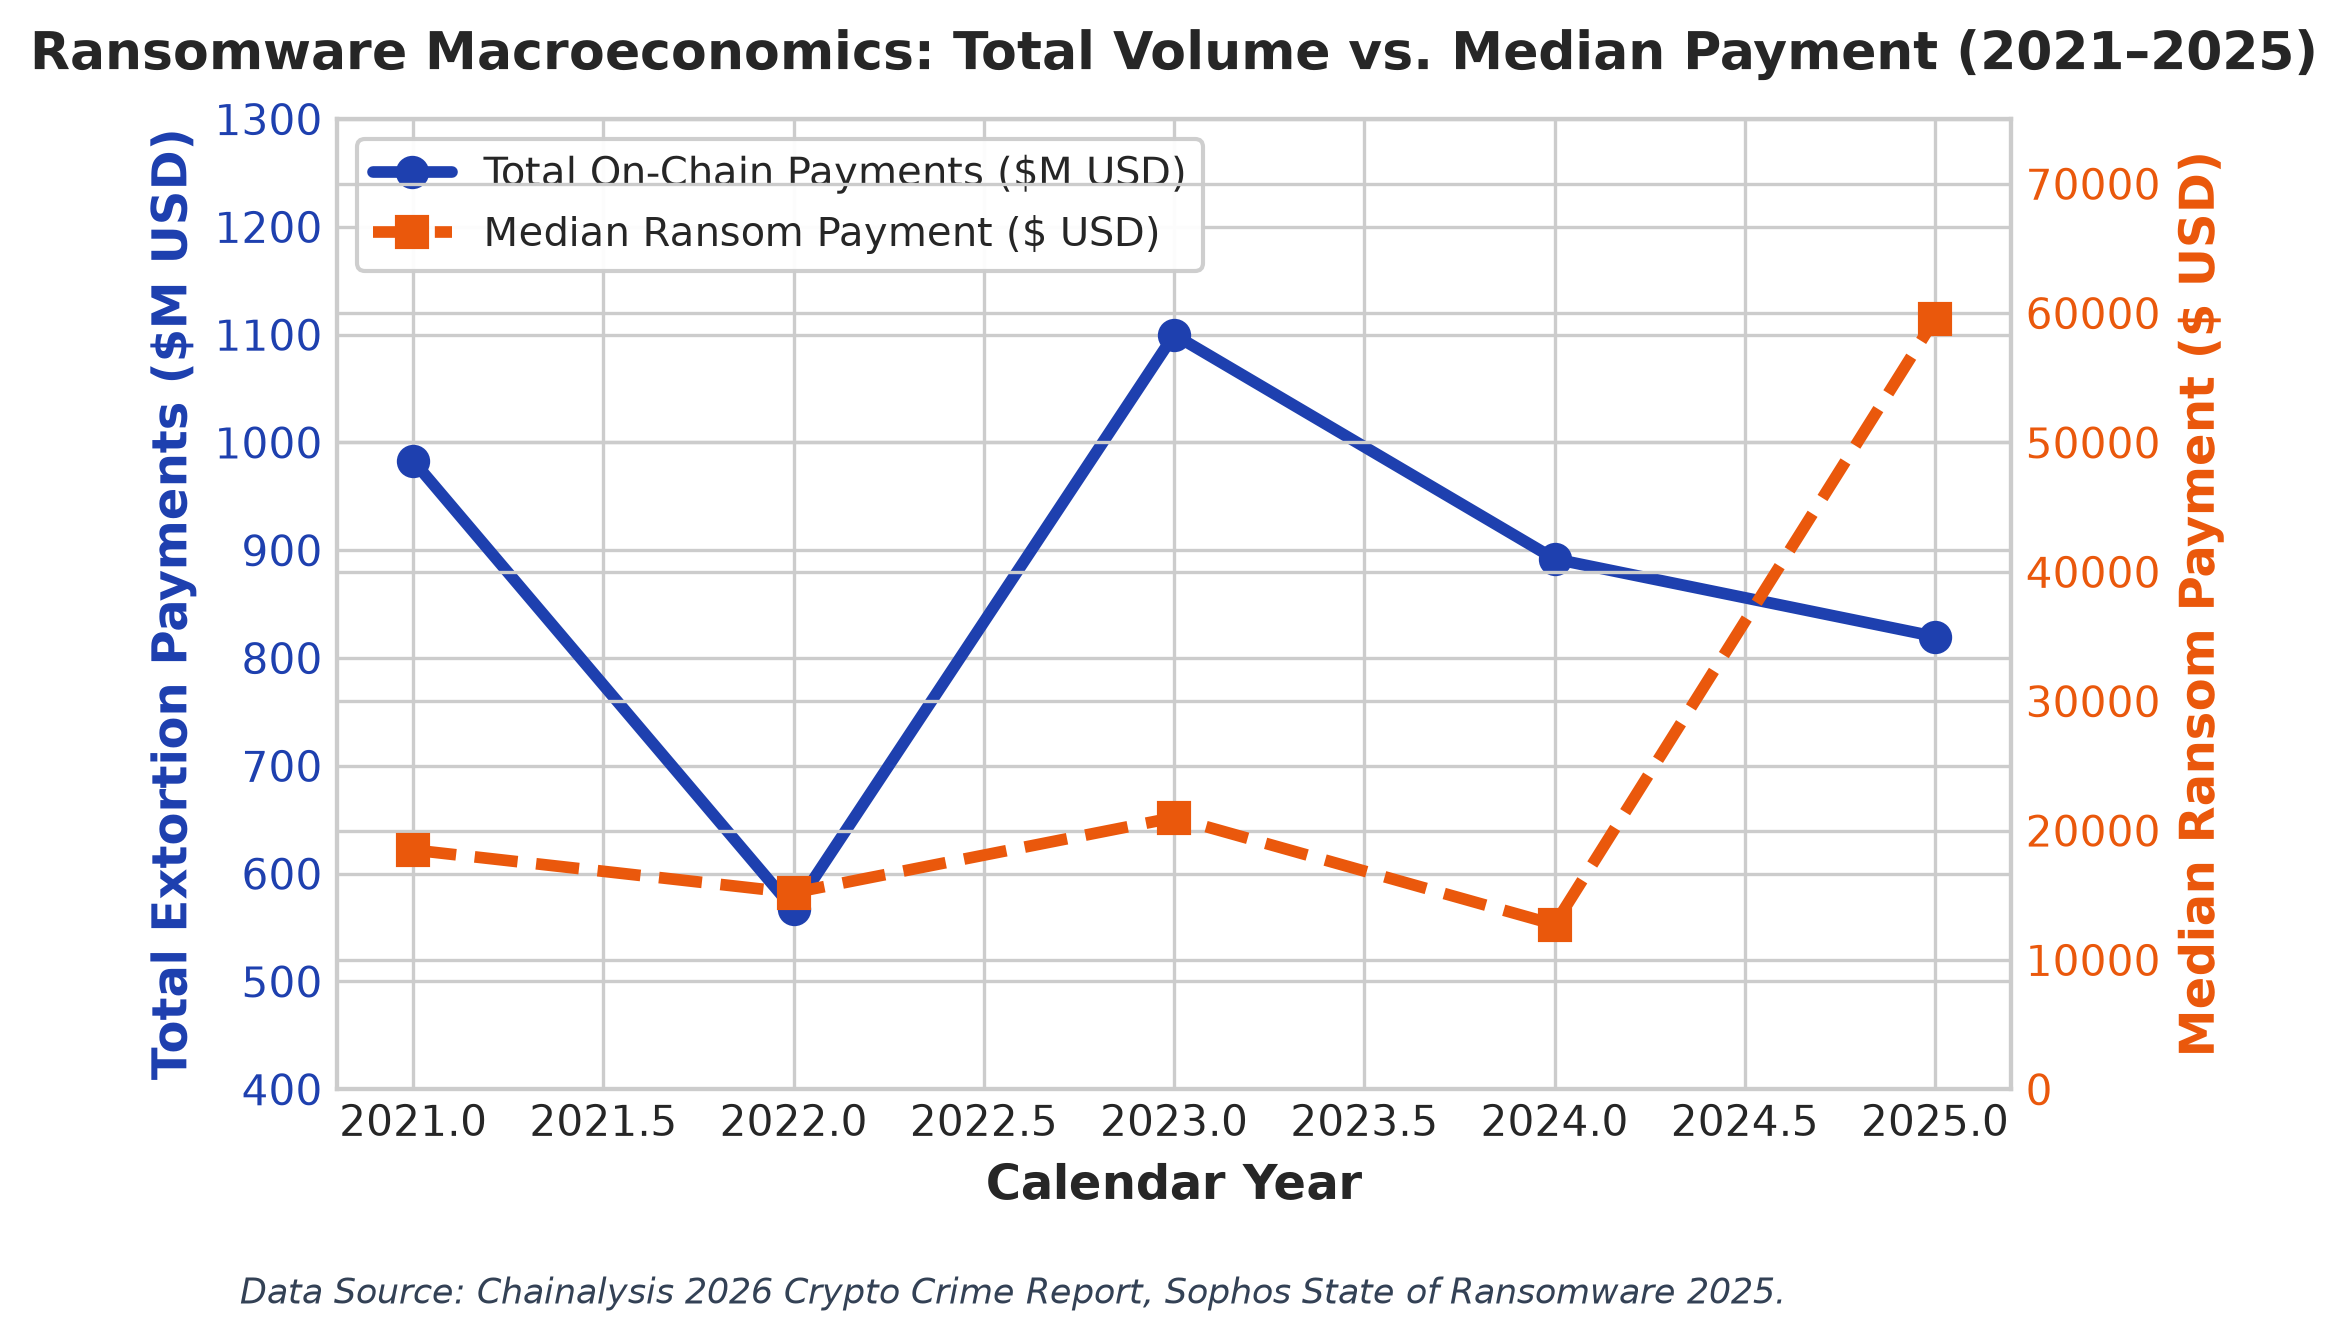 Ransomware Macroeconomics: Total Volume vs. Median Payment (2021–2025)
Total Extortion Payments ($M USD)
1300
1200
1100
1000
900
800
700
600
500
400
Total On-Chain Payments ($M USD)
Median Ransom Payment ($ USD)
70000
60000
50000
40000
30000
20000
10000
0
Median Ransom Payment ($ USD)
2021.0 2021.5 2022.0 2022.5 2023.0 2023.5 2024.0 2024.5 2025.0
Calendar Year
Data Source: Chainalysis 2026 Crypto Crime Report, Sophos State of Ransomware 2025.